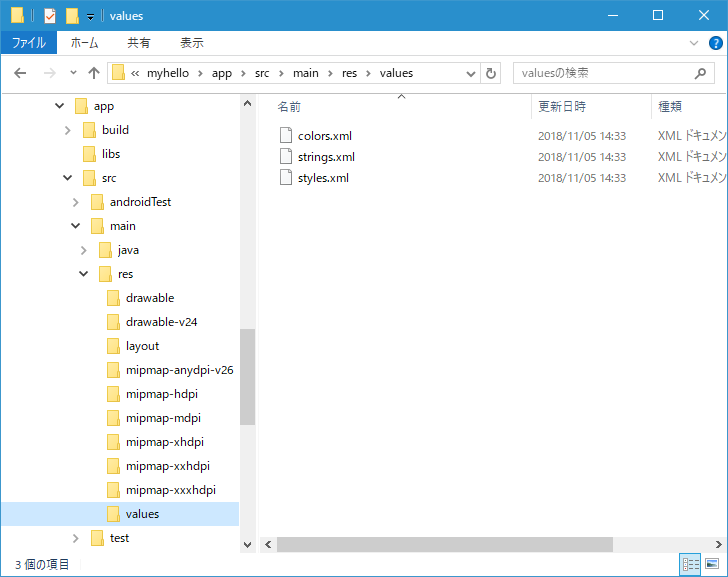 values
ファイル ホーム 共有 表示
« myhello › app › src › main › res › values valuesの検索
app
build
libs
src
androidTest
main
java
res
drawable
drawable-v24
layout
mipmap-anydpi-v26
mipmap-hdpi
mipmap-mdpi
mipmap-xhdpi
mipmap-xxhdpi
mipmap-xxxhdpi
values
test
名前 更新日時 種類
colors.xml 2018/11/05 14:33 XML ドキュメン
strings.xml 2018/11/05 14:33 XML ドキュメン
styles.xml 2018/11/05 14:33 XML ドキュメン
3 個の項目